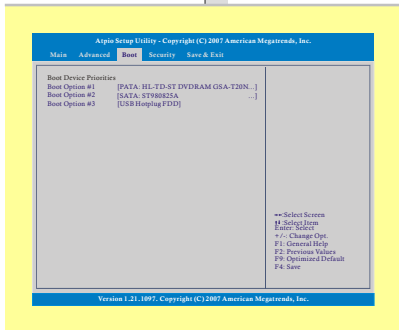 Atpio Setup Utility - Copyright (C) 2007 American Megatrends, Inc.
Main Advanced Boot Security Save & Exit
Boot Device Priorities
Boot Option #1 [PATA: HL-TD-ST DVDRAM GSA-T20N...]
Boot Option #2 [SATA: ST980825A ...]
Boot Option #3 [USB Hotplug FDD]
↔:Select Screen
↑↓:Select Item
Enter: Select
+/-: Change Opt.
F1: General Help
F2: Previous Values
F9: Optimized Default
F4: Save
Version 1.21.1097. Copyright (C) 2007 American Megatrends, Inc.